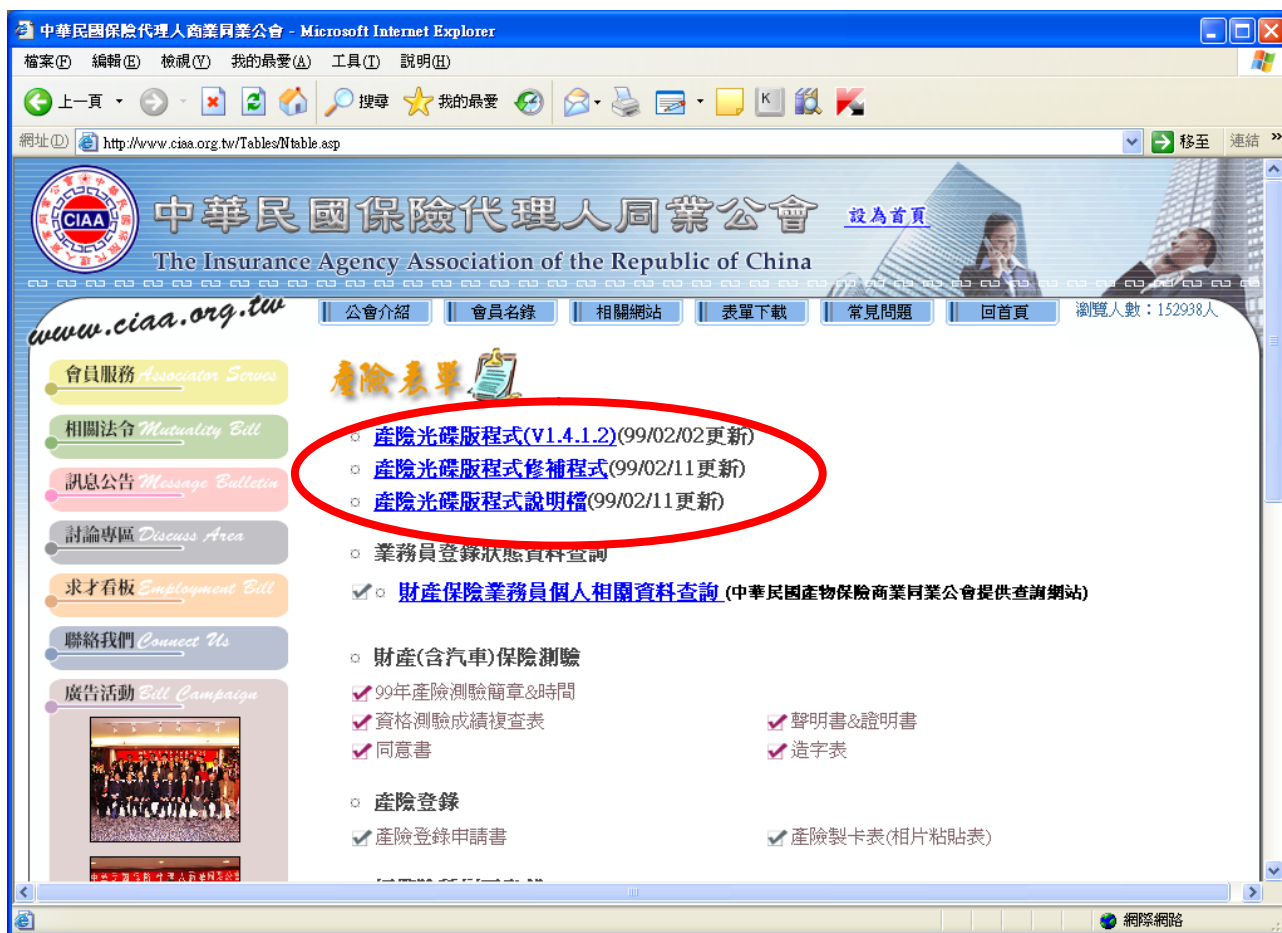 中華民國保險代理人商業同業公會 - Microsoft Internet Explorer
檔案(F) 編輯(E) 檢視(V) 我的最愛(A) 工具(T) 說明(H)
上一頁 搜尋 我的最愛 K
網址(D) http://www.ciaa.org.tw/Tables/Ntable.asp 移至 連結 »
CIAA
中華民國保險代理人同業公會 設為首頁
The Insurance Agency Association of the Republic of China
www.ciaa.org.tw
公會介紹 會員名錄 相關網站 表單下載 常見問題 回首頁 瀏覽人數：152938人
會員服務 Associator Serves
相關法令 Mutuality Bill
訊息公告 Message Bulletin
討論專區 Discuss Area
求才看板 Employment Bill
聯絡我們 Connect Us
廣告活動 Bill Campaign
產險表單
產險光碟版程式(V1.4.1.2)(99/02/02更新)
產險光碟版程式修補程式(99/02/11更新)
產險光碟版程式說明檔(99/02/11更新)
業務員登錄狀態資料查詢
財產保險業務員個人相關資料查詢 (中華民國產物保險商業同業公會提供查詢網站)
財產(含汽車)保險測驗
99年產險測驗簡章&時間
資格測驗成績複查表 聲明書&證明書
同意書 造字表
產險登錄
產險登錄申請書 產險製卡表(相片粘貼表)
網際網路